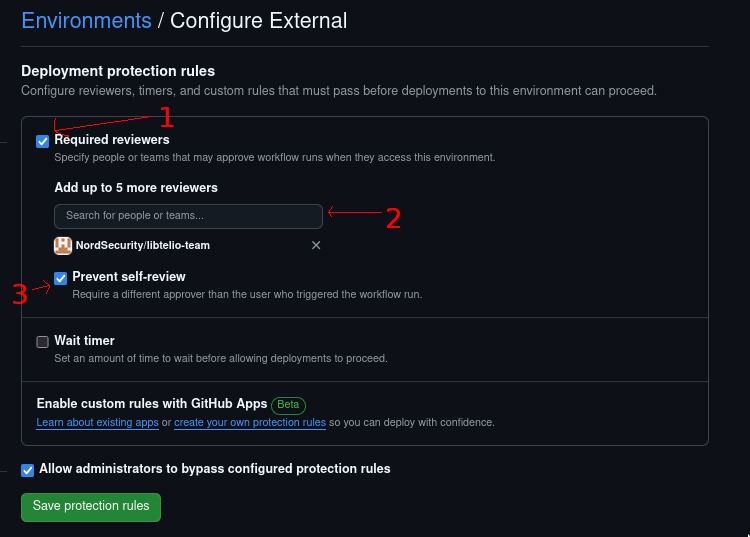 Environments / Configure External
Deployment protection rules
Configure reviewers, timers, and custom rules that must pass before deployments to this environment can proceed.
1
Required reviewers
Specify people or teams that may approve workflow runs when they access this environment.
Add up to 5 more reviewers
Search for people or teams...
2
NordSecurity/libtelio-team
Prevent self-review
3
Require a different approver than the user who triggered the workflow run.
Wait timer
Set an amount of time to wait before allowing deployments to proceed.
Enable custom rules with GitHub Apps Beta
Learn about existing apps or create your own protection rules so you can deploy with confidence.
Allow administrators to bypass configured protection rules
Save protection rules